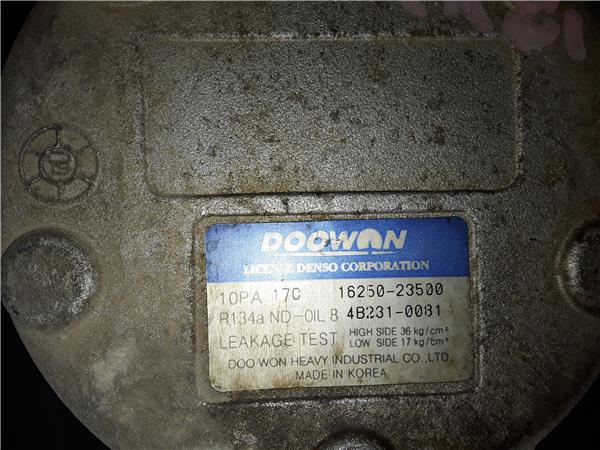 DOOWON
LICENSE DENSO CORPORATION
10PA 17C 16250-23500
R134a ND-OIL 8 4B231-0081
LEAKAGE TEST HIGH SIDE 36 kg/cm²
LOW SIDE 17 kg/cm²
DOO WON HEAVY INDUSTRIAL CO., LTD.
MADE IN KOREA